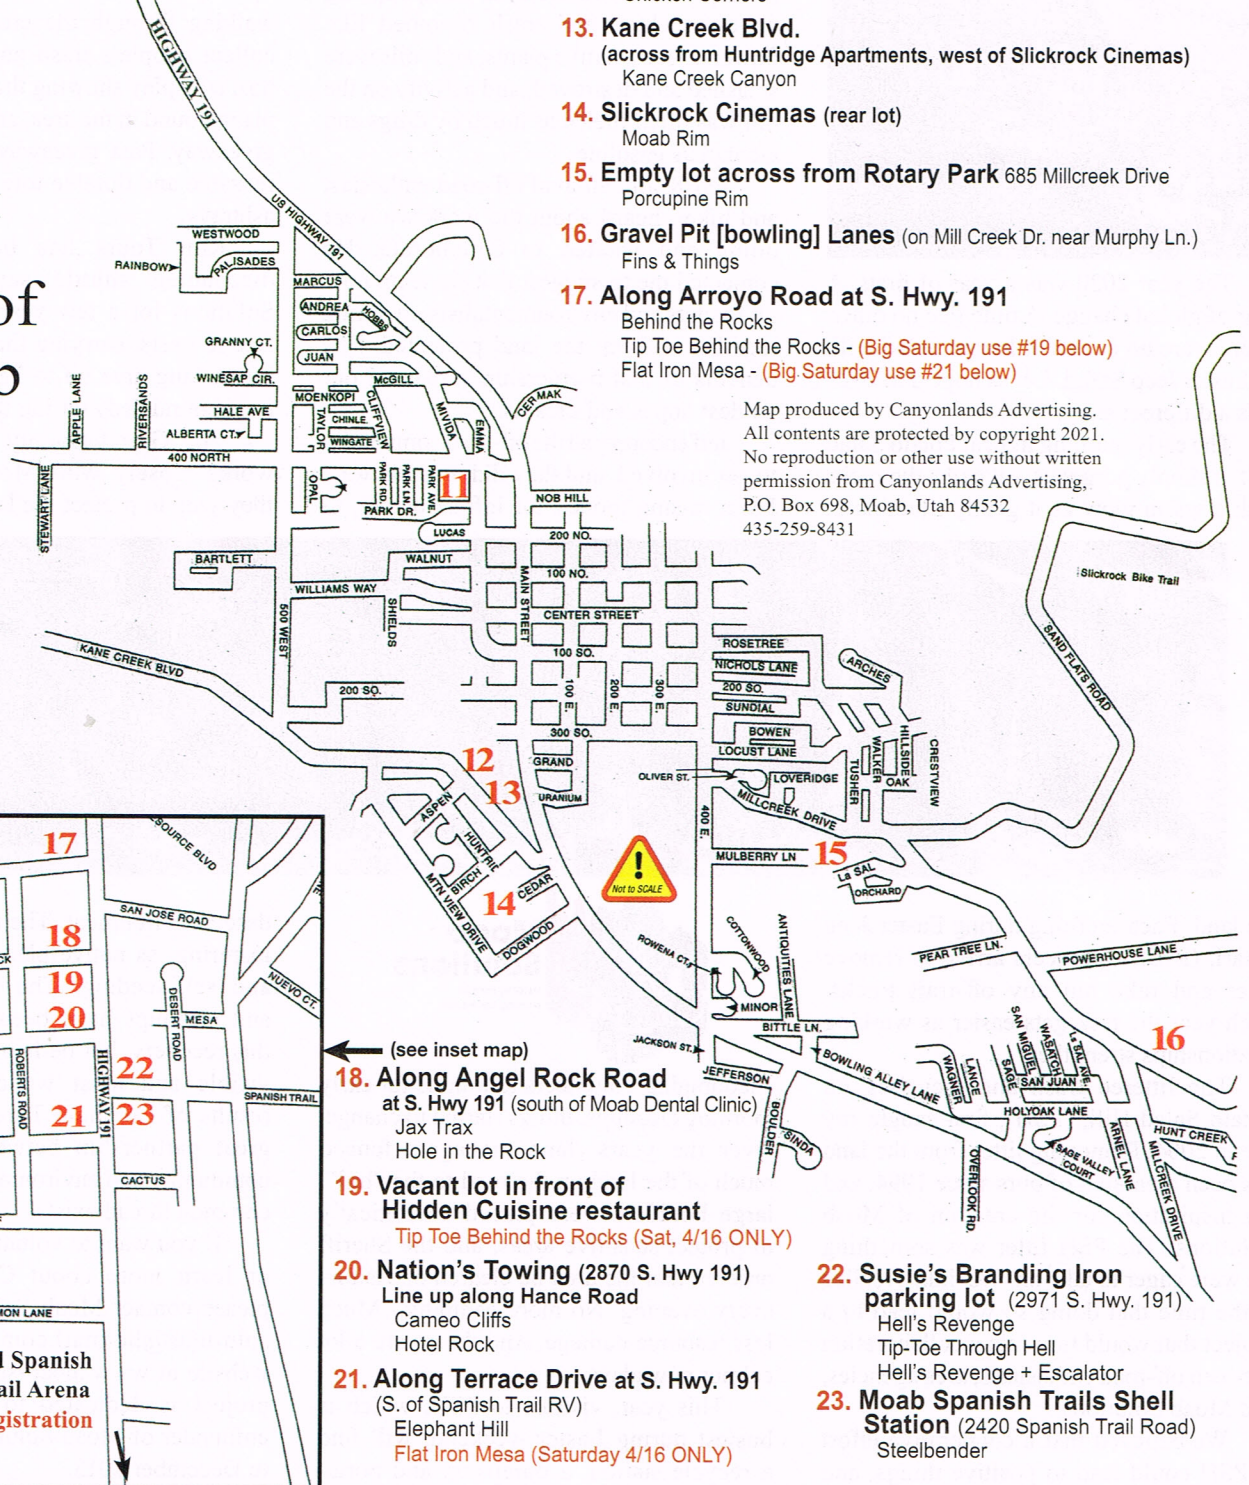 13. Kane Creek Blvd.
(across from Huntridge Apartments, west of Slickrock Cinemas)
Kane Creek Canyon
14. Slickrock Cinemas (rear lot)
Moab Rim
15. Empty lot across from Rotary Park 685 Millcreek Drive
Porcupine Rim
16. Gravel Pit [bowling] Lanes (on Mill Creek Dr. near Murphy Ln.)
Fins & Things
17. Along Arroyo Road at S. Hwy. 191
Behind the Rocks
Tip Toe Behind the Rocks - (Big Saturday use #19 below)
Flat Iron Mesa - (Big Saturday use #21 below)
Map produced by Canyonlands Advertising.
All contents are protected by copyright 2021.
No reproduction or other use without written
permission from Canyonlands Advertising,
P.O. Box 698, Moab, Utah 84532
435-259-8431
of
HIGHWAY 191
US HIGHWAY 191
WESTWOOD
RAINBOW
PALISADES
MARCUS
ANDREA
HOBBS
CARLOS
GRANNY CT.
JUAN
WINESAP CIR.
McGILL
MOENKOPI
APPLE LANE
RIVERSANDS
HALE AVE
TAYLOR
CHINLE
CLIFFVIEW
MIVIDA
EMMA
CERMAK
ALBERTA CT.
WINGATE
400 NORTH
STEWART LANE
OPAL
PARK RD.
PARK LN.
PARK AVE.
11
PARK DR.
NOB HILL
LUCAS
200 NO.
BARTLETT
WALNUT
100 NO.
WILLIAMS WAY
MAIN STREET
SHIELDS
500 WEST
CENTER STREET
KANE CREEK BLVD
100 SO.
200 SO.
100 E.
200 E.
300 E.
300 SO.
ROSETREE
NICHOLS LANE
200 SO.
SUNDIAL
BOWEN
LOCUST LANE
ARCHES
HILLSIDE
WALKER
TUSHER
OAK
CRESTVIEW
Slickrock Bike Trail
SAND FLATS ROAD
12
13
GRAND
URANIUM
OLIVER ST.
LOVERIDGE
MILLCREEK DRIVE
400 E.
MULBERRY LN
15
La SAL
ORCHARD
ASPEN
BIRCH
MTN VIEW DRIVE
14
CEDAR
DOGWOOD
!
Not to SCALE
ROWENA CT.
COTTONWOOD
ANTIQUITIES LANE
MINOR
BITTLE LN.
JACKSON ST.
JEFFERSON
BOULDER
BOWLING ALLEY LANE
PEAR TREE LN.
POWERHOUSE LANE
16
WAGNER
LANCE
SAGE
SAN MIGUEL
WASATCH
La SAL AVE.
SAN JUAN
HOLYOAK LANE
SAGE VALLEY
COURT
ARNEL LANE
HUNT CREEK
MILLCREEK DRIVE
OVERLOOK RD.
17
18
19
20
21
22
23
SAN JOSE ROAD
NUEVO CT.
MESA
DESERT ROAD
ROBERTS ROAD
HIGHWAY 191
SPANISH TRAIL
CACTUS
Spanish
Arena
(see inset map)
18. Along Angel Rock Road
at S. Hwy 191 (south of Moab Dental Clinic)
Jax Trax
Hole in the Rock
19. Vacant lot in front of
Hidden Cuisine restaurant
Tip Toe Behind the Rocks (Sat, 4/16 ONLY)
20. Nation's Towing (2870 S. Hwy 191)
Line up along Hance Road
Cameo Cliffs
Hotel Rock
21. Along Terrace Drive at S. Hwy. 191
(S. of Spanish Trail RV)
Elephant Hill
Flat Iron Mesa (Saturday 4/16 ONLY)
22. Susie's Branding Iron
parking lot (2971 S. Hwy. 191)
Hell's Revenge
Tip-Toe Through Hell
Hell's Revenge + Escalator
23. Moab Spanish Trails Shell
Station (2420 Spanish Trail Road)
Steelbender